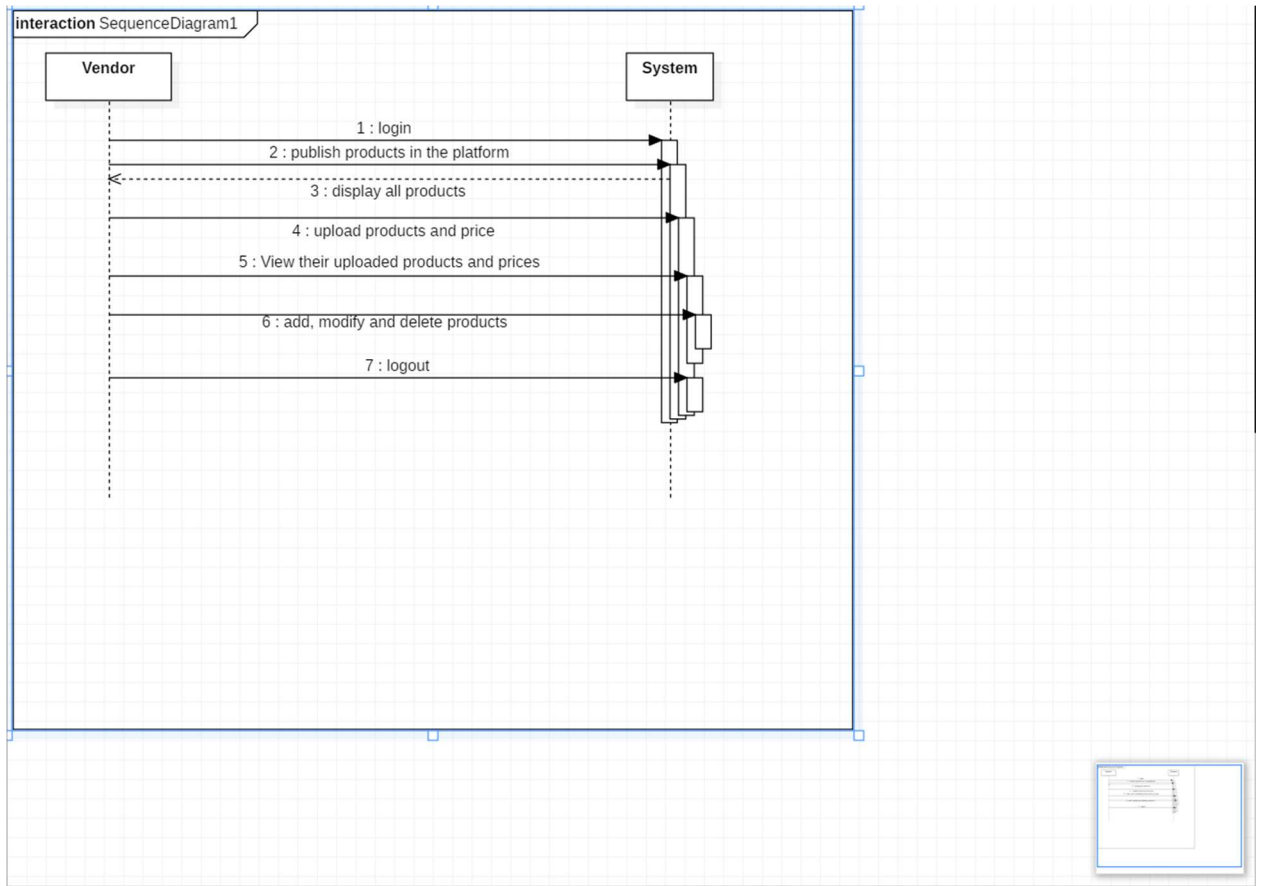 interaction SequenceDiagram1
Vendor
System
1 : login
2 : publish products in the platform
3 : display all products
4 : upload products and price
5 : View their uploaded products and prices
6 : add, modify and delete products
7 : logout